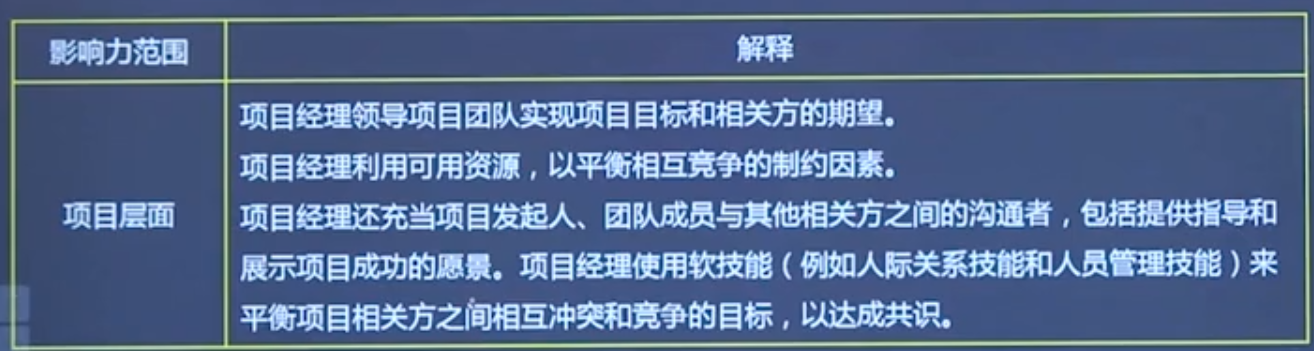 影响力范围
解释
项目层面
项目经理领导项目团队实现项目目标和相关方的期望。
项目经理利用可用资源，以平衡相互竞争的制约因素。
项目经理还充当项目发起人、团队成员与其他相关方之间的沟通者，包括提供指导和
展示项目成功的愿景。项目经理使用软技能（例如人际关系技能和人员管理技能）来
平衡项目相关方之间相互冲突和竞争的目标，以达成共识。